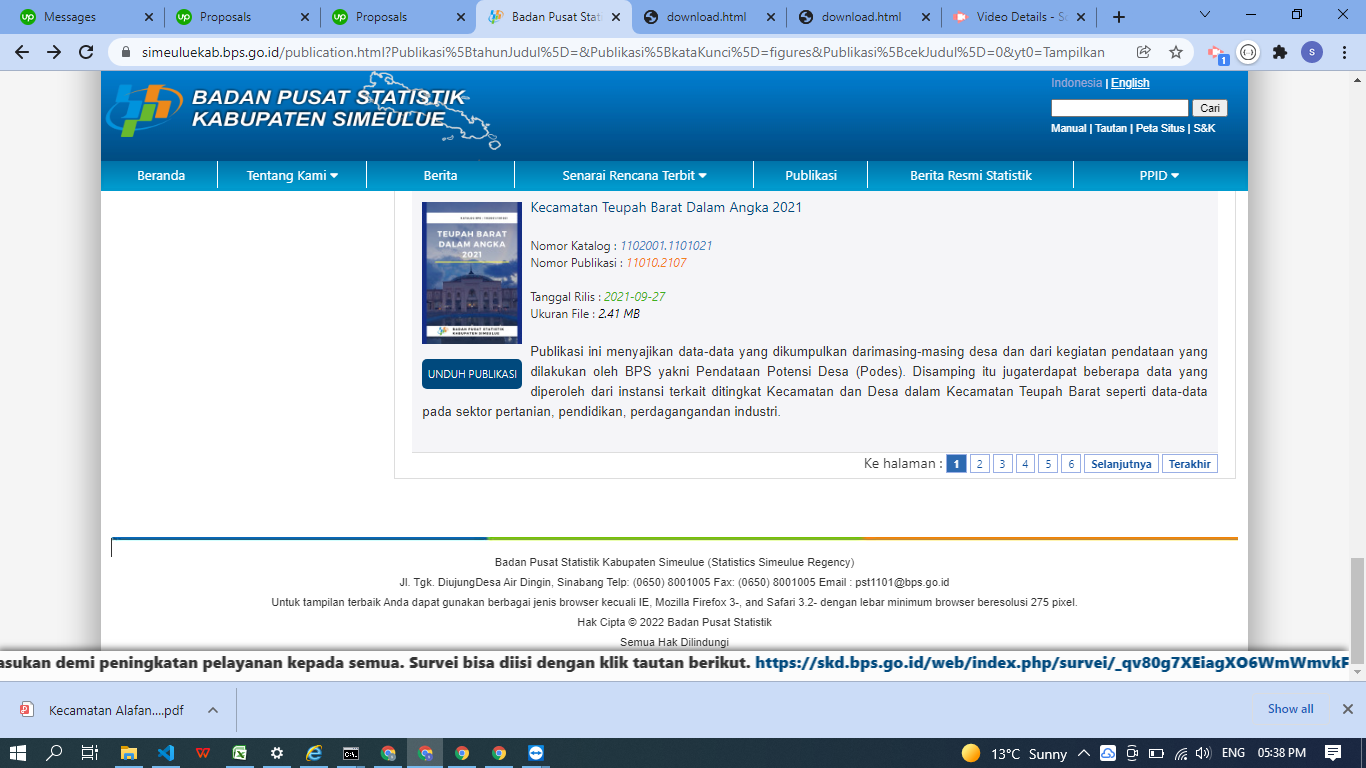 Messages
Proposals
Proposals
Badan Pusat Stati
download.html
download.html
Video Details - Sc
simeuluekab.bps.go.id/publication.html?Publikasi%5BtahunJudul%5D=&Publikasi%5BkataKunci%5D=figures&Publikasi%5BcekJudul%5D=0&yt0=Tampilkan
1
S
BADAN PUSAT STATISTIK
KABUPATEN SIMEULUE
Indonesia | English
Cari
Manual | Tautan | Peta Situs | S&K
Beranda
Tentang Kami
Berita
Senarai Rencana Terbit
Publikasi
Berita Resmi Statistik
PPID
TEUPAH BARAT
DALAM ANGKA
2021
BADAN PUSAT STATISTIK
KABUPATEN SIMEULUE
UNDUH PUBLIKASI
Kecamatan Teupah Barat Dalam Angka 2021
Nomor Katalog : 1102001.1101021
Nomor Publikasi : 11010.2107
Tanggal Rilis : 2021-09-27
Ukuran File : 2.41 MB
Publikasi ini menyajikan data-data yang dikumpulkan darimasing-masing desa dan dari kegiatan pendataan yang
dilakukan oleh BPS yakni Pendataan Potensi Desa (Podes). Disamping itu jugaterdapat beberapa data yang
diperoleh dari instansi terkait ditingkat Kecamatan dan Desa dalam Kecamatan Teupah Barat seperti data-data
pada sektor pertanian, pendidikan, perdagangandan industri.
Ke halaman : 1 2 3 4 5 6 Selanjutnya Terakhir
Badan Pusat Statistik Kabupaten Simeulue (Statistics Simeulue Regency)
Jl. Tgk. DiujungDesa Air Dingin, Sinabang Telp: (0650) 8001005 Fax: (0650) 8001005 Email : pst1101@bps.go.id
Untuk tampilan terbaik Anda dapat gunakan berbagai jenis browser kecuali IE, Mozilla Firefox 3-, and Safari 3.2- dengan lebar minimum browser beresolusi 275 pixel.
Hak Cipta © 2022 Badan Pusat Statistik
Semua Hak Dilindungi
asukan demi peningkatan pelayanan kepada semua. Survei bisa diisi dengan klik tautan berikut. https://skd.bps.go.id/web/index.php/survei/_qv80g7XEiagXO6WmWmvkF
Kecamatan Alafan....pdf
Show all
13°C Sunny
ENG
05:38 PM